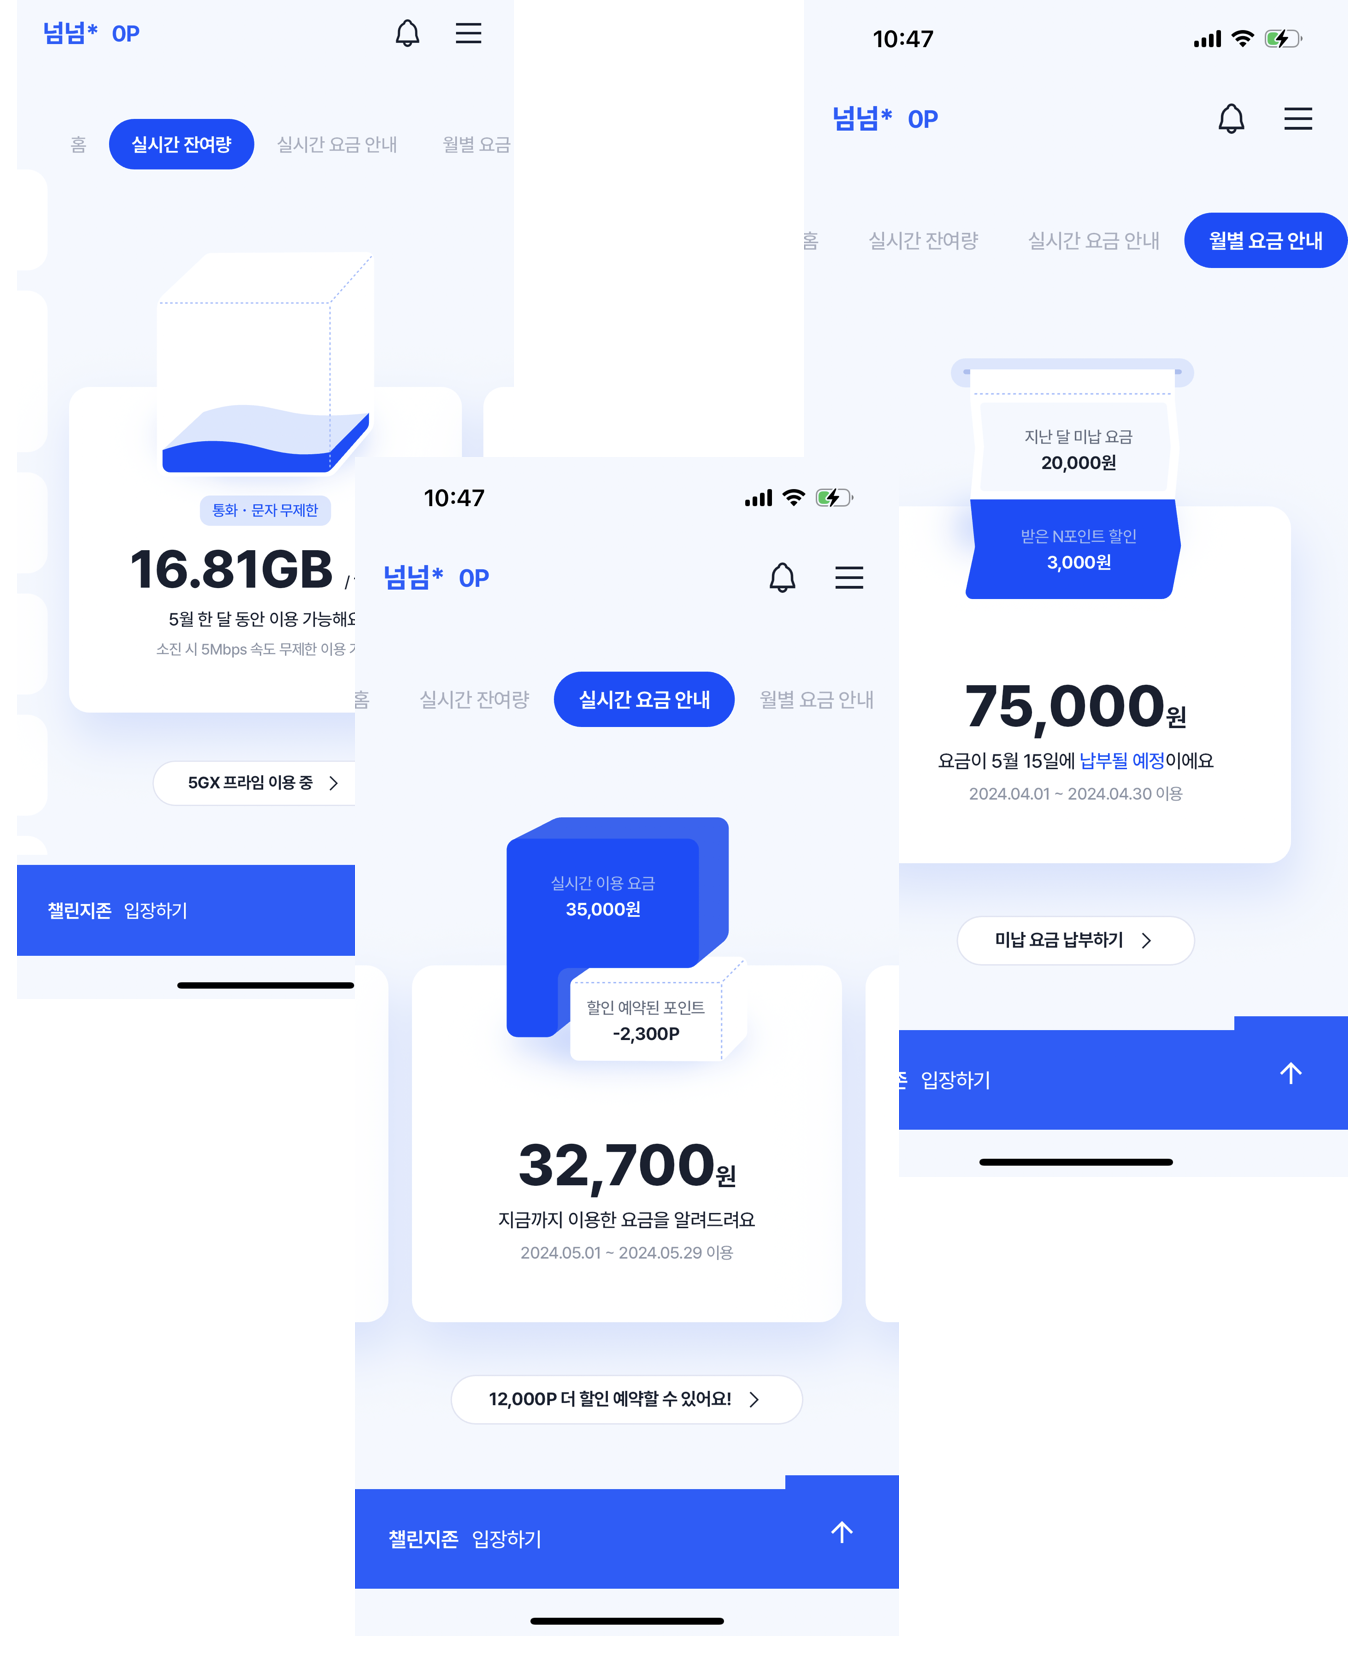 넘넘* 0P
홈 실시간 잔여량 실시간 요금 안내 월별 요금
통화 · 문자 무제한
16.81GB /
5월 한 달 동안 이용 가능해요
소진 시 5Mbps 속도 무제한 이용
5GX 프라임 이용 중
챌린지존 입장하기
10:47
넘넘* 0P
홈 실시간 잔여량 실시간 요금 안내 월별 요금 안내
실시간 이용 요금
35,000원
할인 예약된 포인트
-2,300P
32,700원
지금까지 이용한 요금을 알려드려요
2024.05.01 ~ 2024.05.29 이용
12,000P 더 할인 예약할 수 있어요!
챌린지존 입장하기
10:47
넘넘* 0P
홈 실시간 잔여량 실시간 요금 안내 월별 요금 안내
지난 달 미납 요금
20,000원
받은 N포인트 할인
3,000원
75,000원
요금이 5월 15일에 납부될 예정이에요
2024.04.01 ~ 2024.04.30 이용
미납 요금 납부하기
입장하기